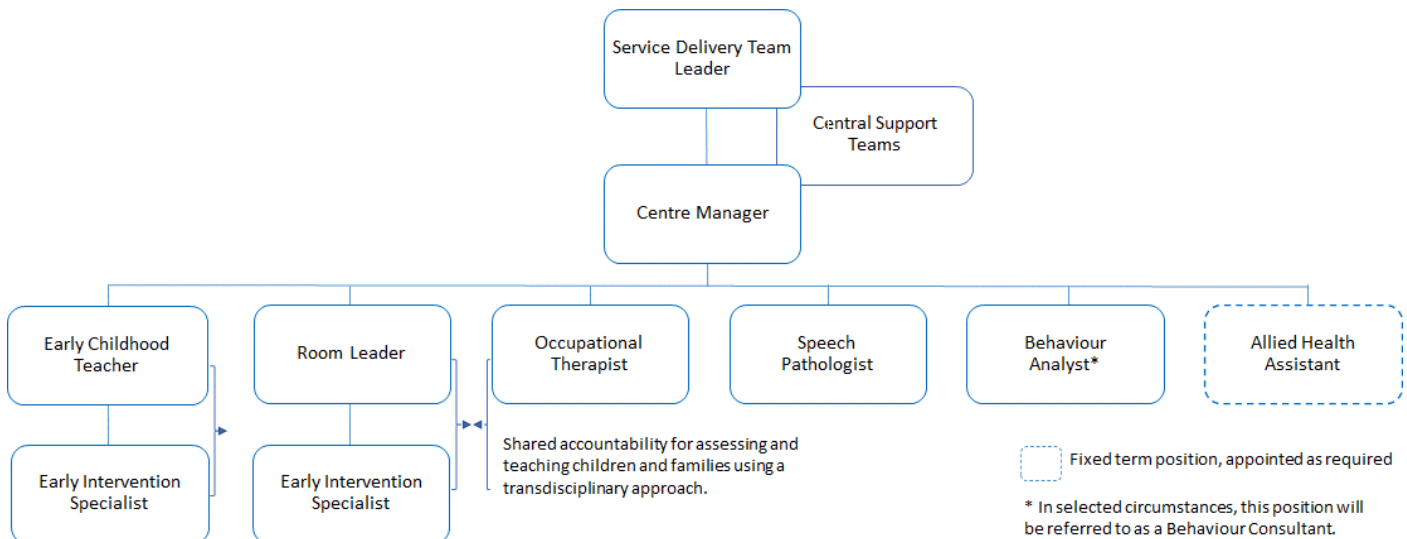 Service Delivery Team
Leader
Central Support
Teams
Centre Manager
Early Childhood
Teacher
Room Leader
Occupational
Therapist
Speech
Pathologist
Behaviour
Analyst*
Allied Health
Assistant
Early Intervention
Specialist
Early Intervention
Specialist
Shared accountability for assessing and
teaching children and families using a
transdisciplinary approach.
Fixed term position, appointed as required
* In selected circumstances, this position will
be referred to as a Behaviour Consultant.